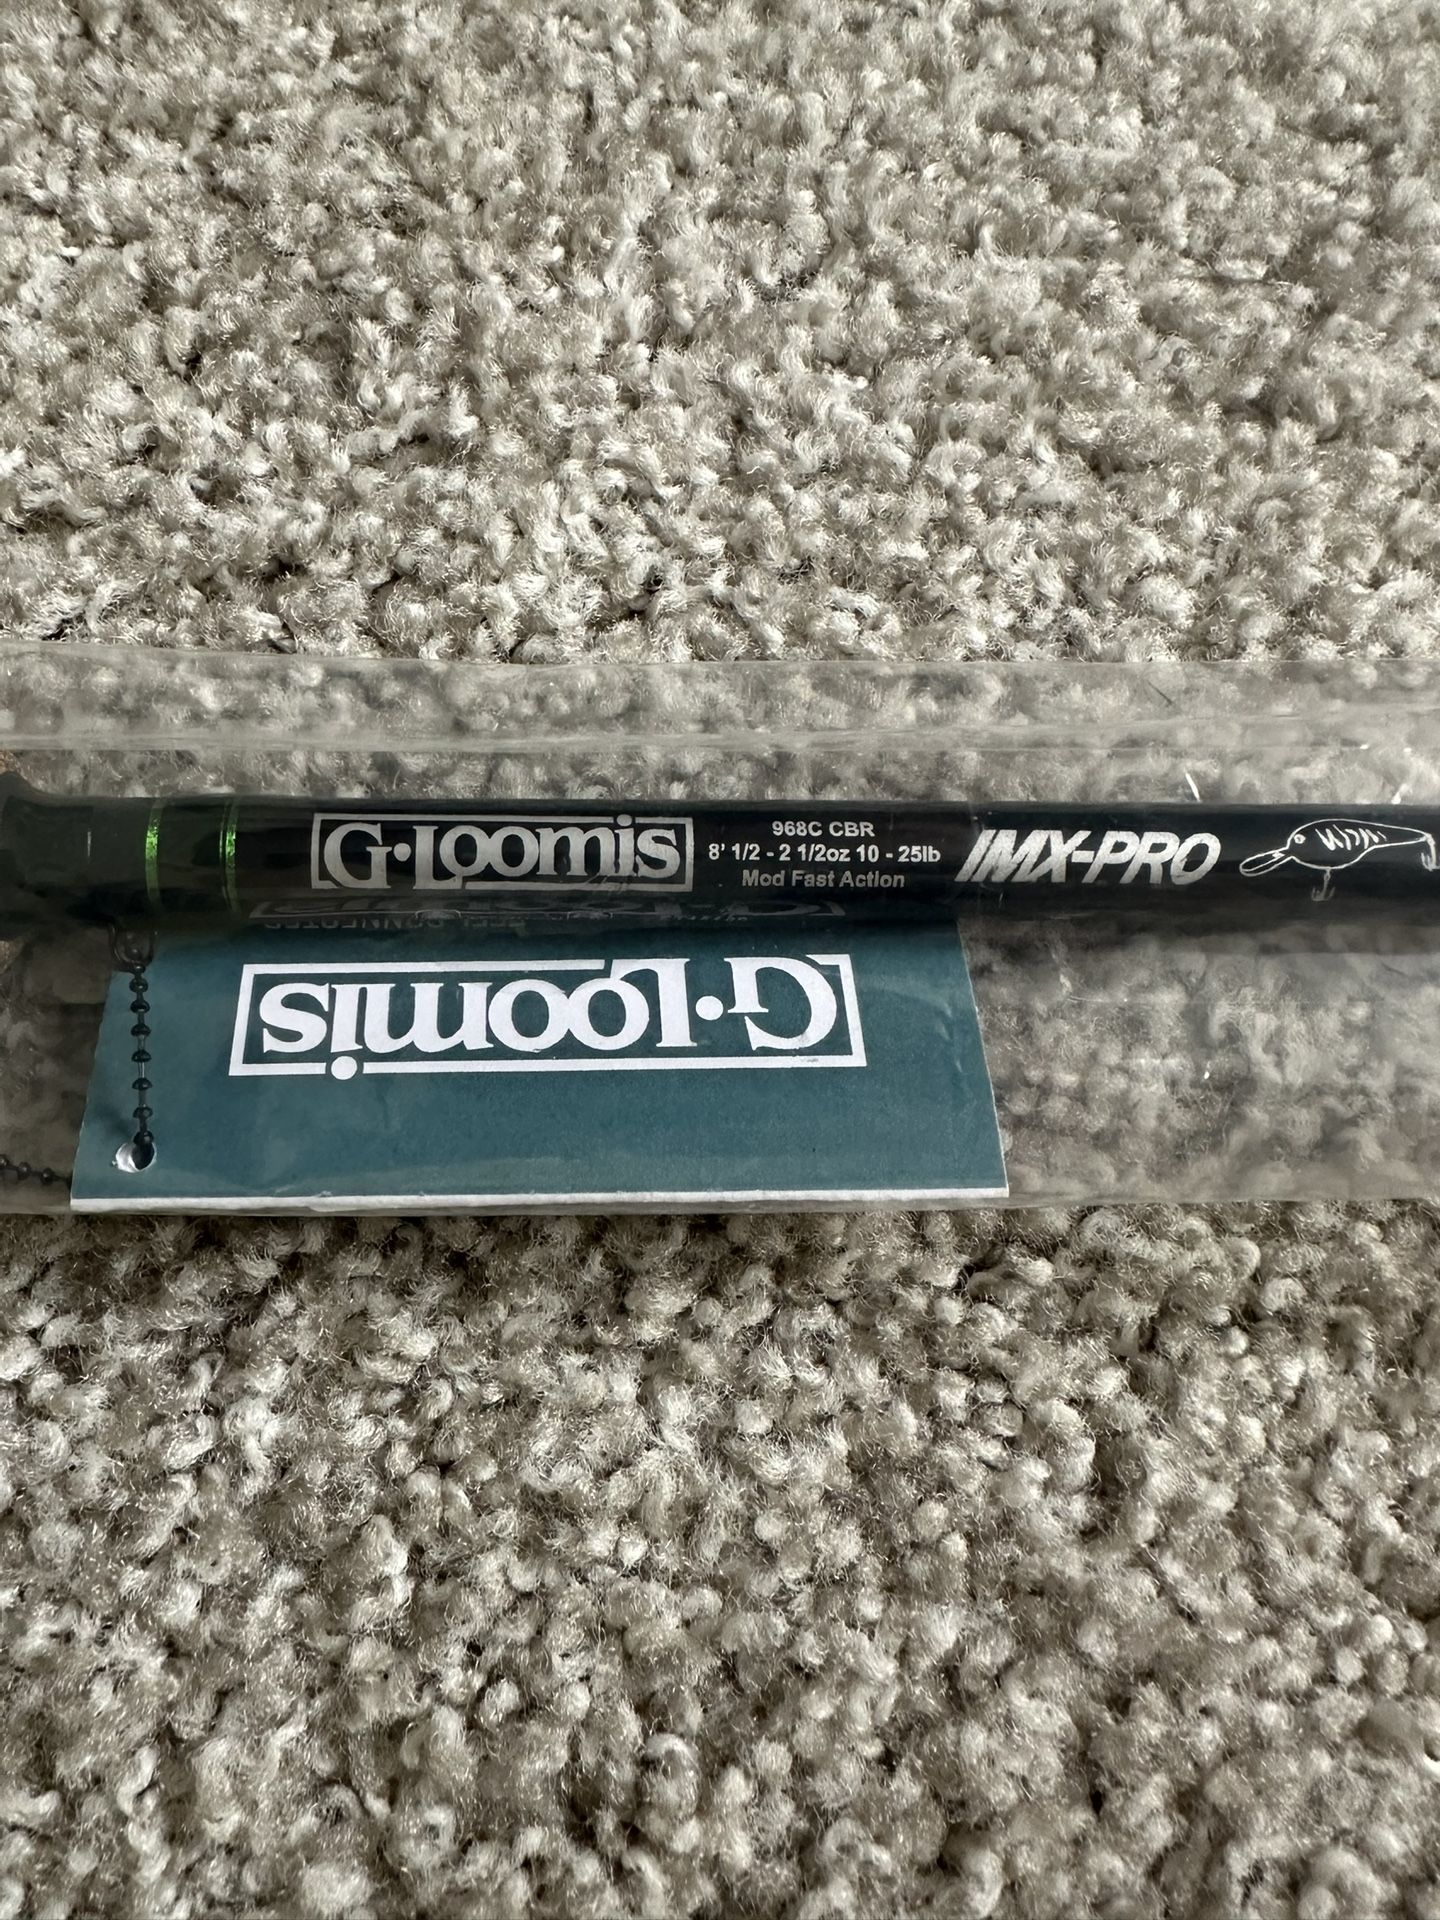 G·Loomis
968C CBR
8' 1/2 - 2 1/2oz 10 - 25lb
Mod Fast Action
IMX-PRO
G·Loomis